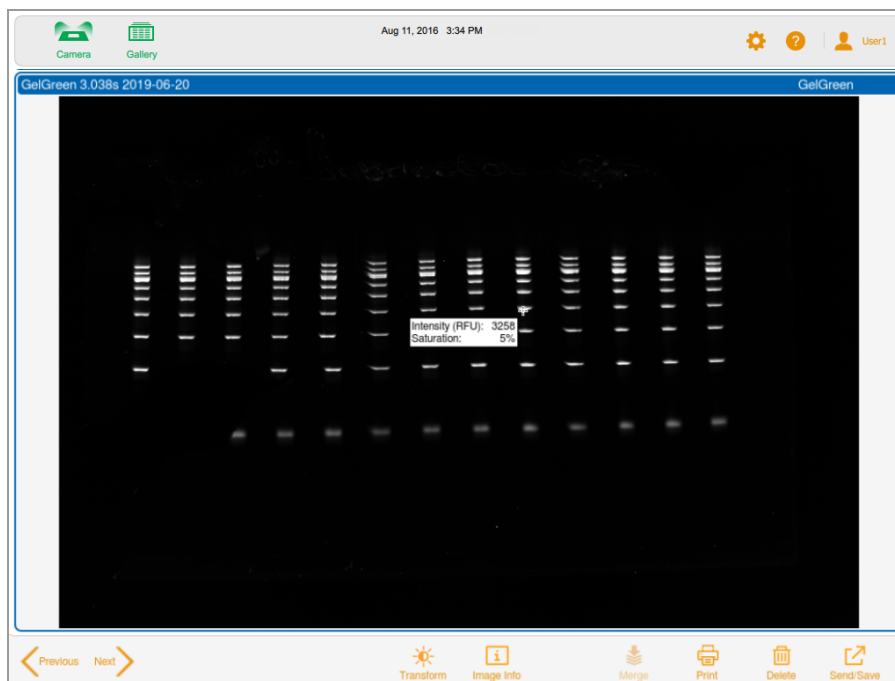 Aug 11, 2016 3:34 PM
Camera
Gallery
User1
GelGreen 3.038s 2019-06-20
GelGreen
Intensity (RFU): 3258
Saturation: 5%
Previous
Next
Transform
Image Info
Merge
Print
Delete
Send/Save